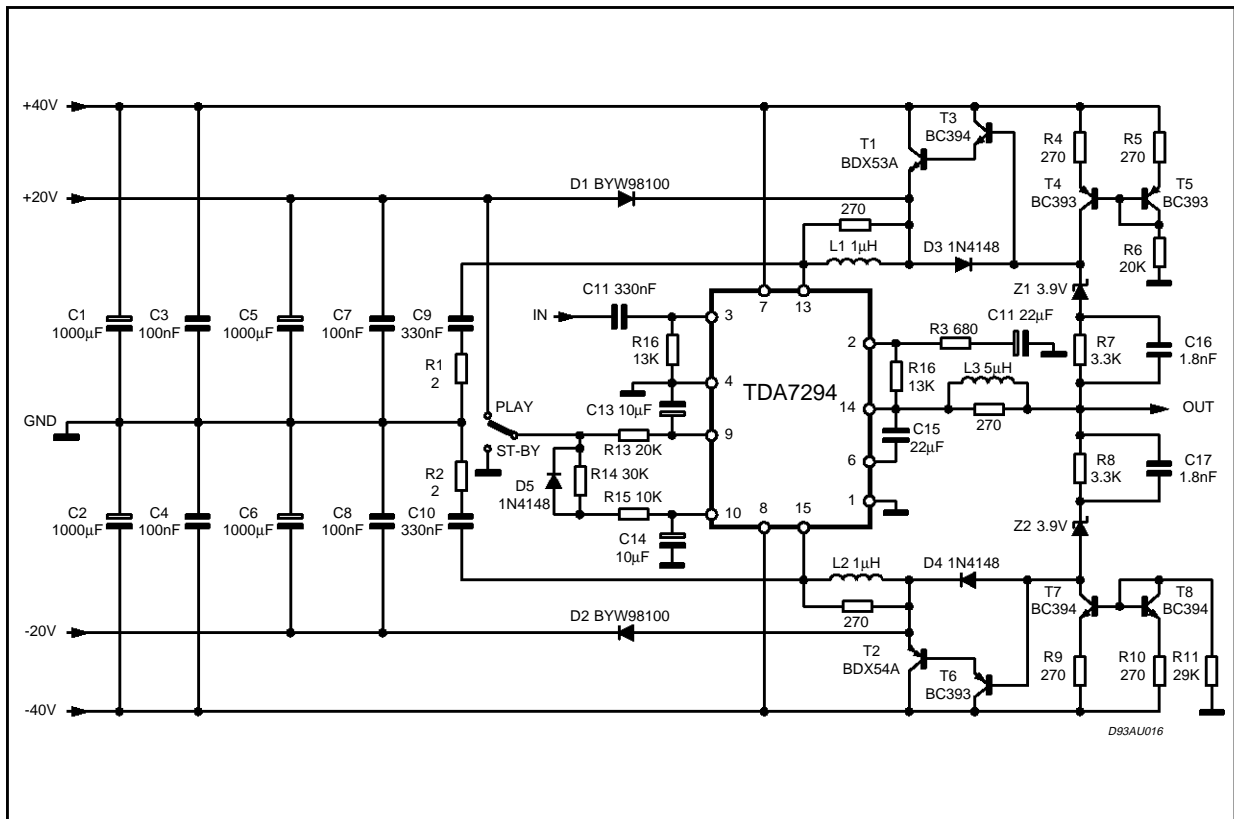 +40V
T3
BC394
T1
BDX53A
R4
270
R5
270
T4
BC393
T5
BC393
+20V
D1 BYW98100
270
L1 1µH
D3 1N4148
R6
20K
C1
1000µF
C3
100nF
C5
1000µF
C7
100nF
C9
330nF
R1
2
IN
C11 330nF
7
13
3
R16
13K
4
TDA7294
2
R3 680
C11 22µF
R16
13K
L3 5µH
14
270
OUT
Z1 3.9V
R7
3.3K
C16
1.8nF
GND
PLAY
ST-BY
C13 10µF
R13 20K
9
C15
22µF
6
R8
3.3K
C17
1.8nF
R2
2
D5
1N4148
R14 30K
R15 10K
10
8
15
1
C2
1000µF
C4
100nF
C6
1000µF
C8
100nF
C10
330nF
C14
10µF
Z2 3.9V
L2 1µH
D4 1N4148
270
T7
BC394
T8
BC394
-20V
D2 BYW98100
T2
BDX54A
T6
BC393
R9
270
R10
270
R11
29K
-40V
D93AU016